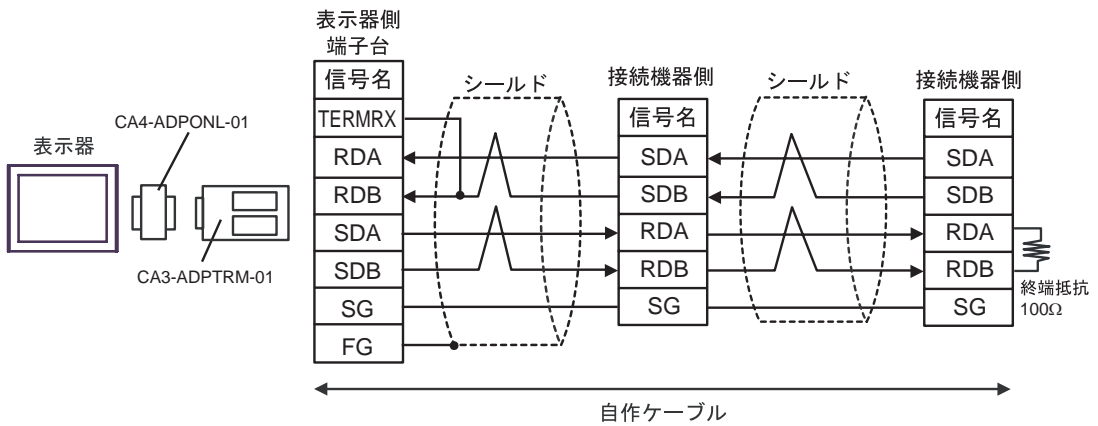 表示器側
端子台
信号名
TERMRX
RDA
RDB
SDA
SDB
SG
FG
シールド
接続機器側
信号名
SDA
SDB
RDA
RDB
SG
シールド
接続機器側
信号名
SDA
SDB
RDA
RDB
SG
終端抵抗
100Ω
表示器
CA4-ADPONL-01
CA3-ADPTRM-01
自作ケーブル